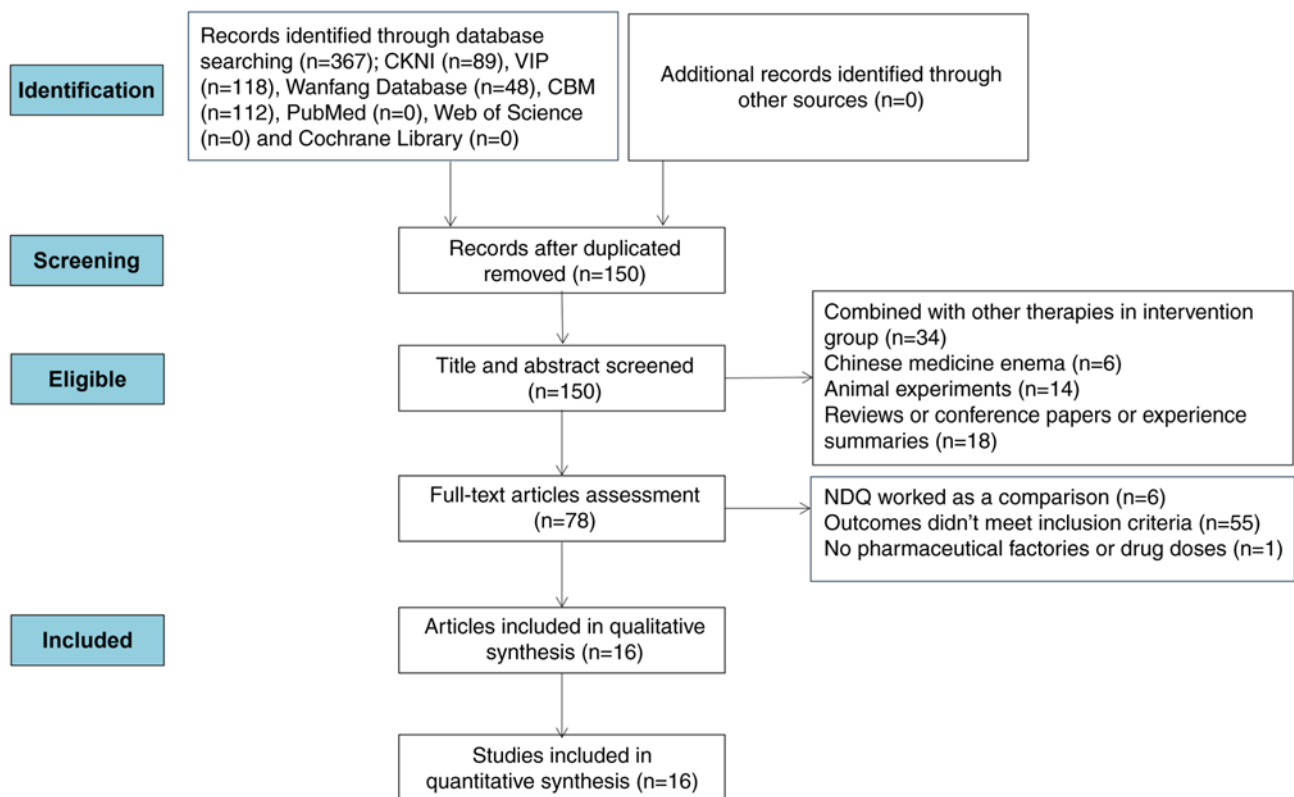 Identification
Records identified through database
searching (n=367); CKNI (n=89), VIP
(n=118), Wanfang Database (n=48), CBM
(n=112), PubMed (n=0), Web of Science
(n=0) and Cochrane Library (n=0)
Additional records identified through
other sources (n=0)
Screening
Records after duplicated
removed (n=150)
Eligible
Title and abstract screened
(n=150)
Combined with other therapies in intervention
group (n=34)
Chinese medicine enema (n=6)
Animal experiments (n=14)
Reviews or conference papers or experience
summaries (n=18)
Full-text articles assessment
(n=78)
NDQ worked as a comparison (n=6)
Outcomes didn’t meet inclusion criteria (n=55)
No pharmaceutical factories or drug doses (n=1)
Included
Articles included in qualitative
synthesis (n=16)
Studies included in
quantitative synthesis (n=16)